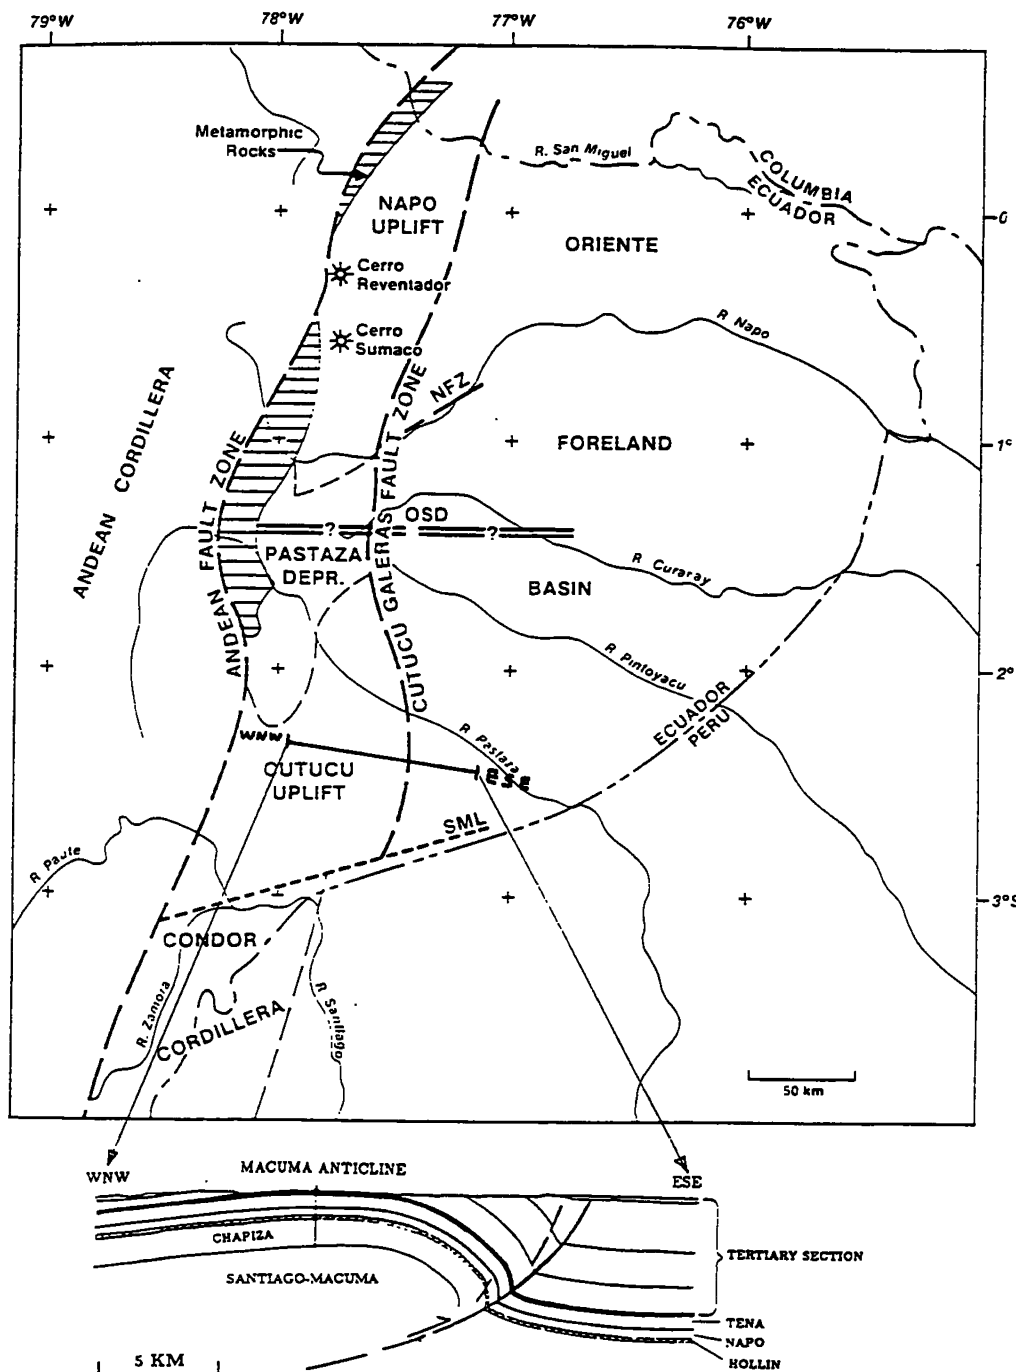 79°W
78°W
77°W
76°W
Metamorphic
Rocks
R. San Miguel
COLUMBIA
ECUADOR
NAPO
UPLIFT
ORIENTE
Cerro
Reventador
R Napo
Cerro
Sumaco
NFZ
ANDEAN CORDILLERA
FORELAND
1°
ANDEAN FAULT ZONE
CUTUCU GALERAS FAULT ZONE
OSD
?
?
PASTAZA
DEPR.
R Curaray
BASIN
R Pintoyacu
2°
ECUADOR
PERU
R Pastaza
WNW
ESE
CUTUCU
UPLIFT
SML
R Paute
3°S
CONDOR
CORDILLERA
R. Zamora
R Santiago
50 km
WNW
MACUMA ANTICLINE
ESE
CHAPIZA
TERTIARY SECTION
SANTIAGO-MACUMA
TENA
NAPO
HOLLIN
5 KM